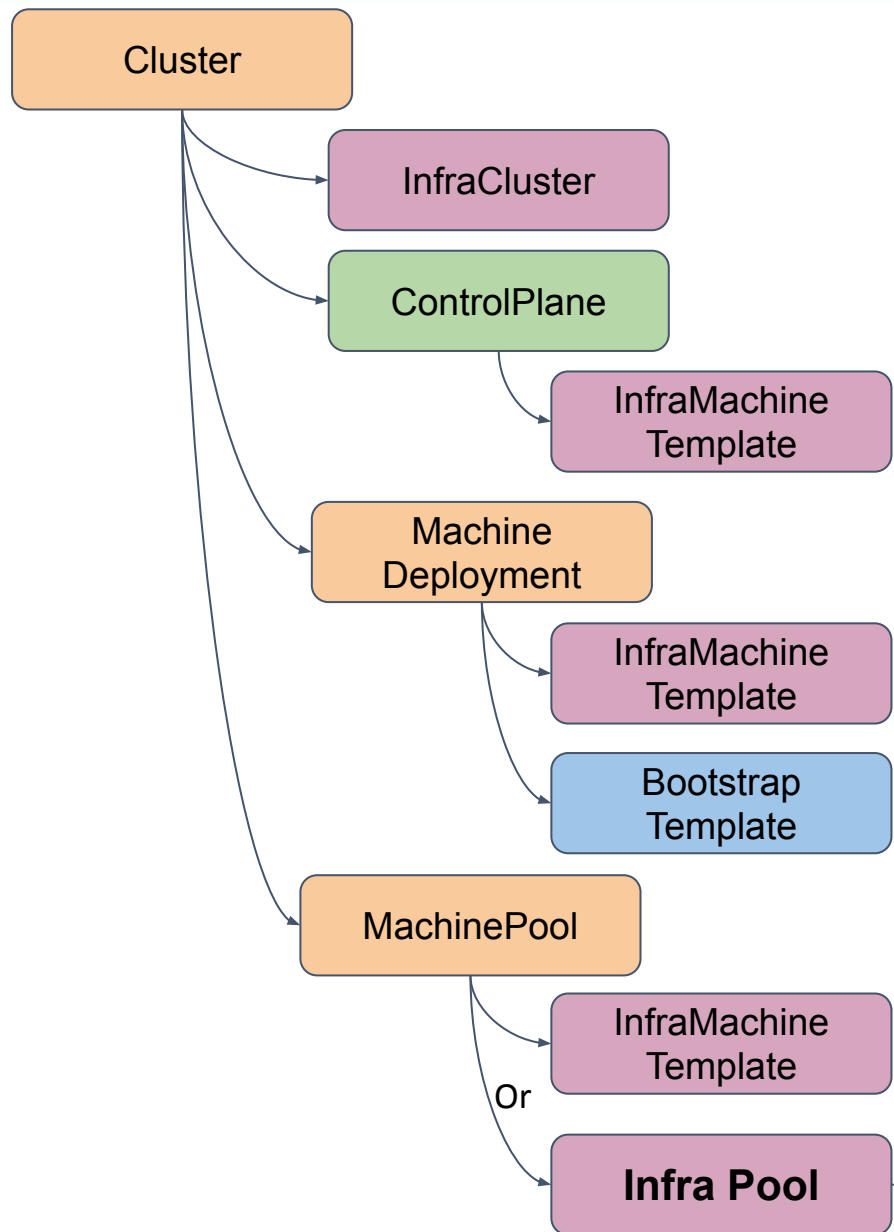 Cluster
InfraCluster
ControlPlane
InfraMachine
Template
Machine
Deployment
InfraMachine
Template
Bootstrap
Template
MachinePool
InfraMachine
Template
Or
Infra Pool